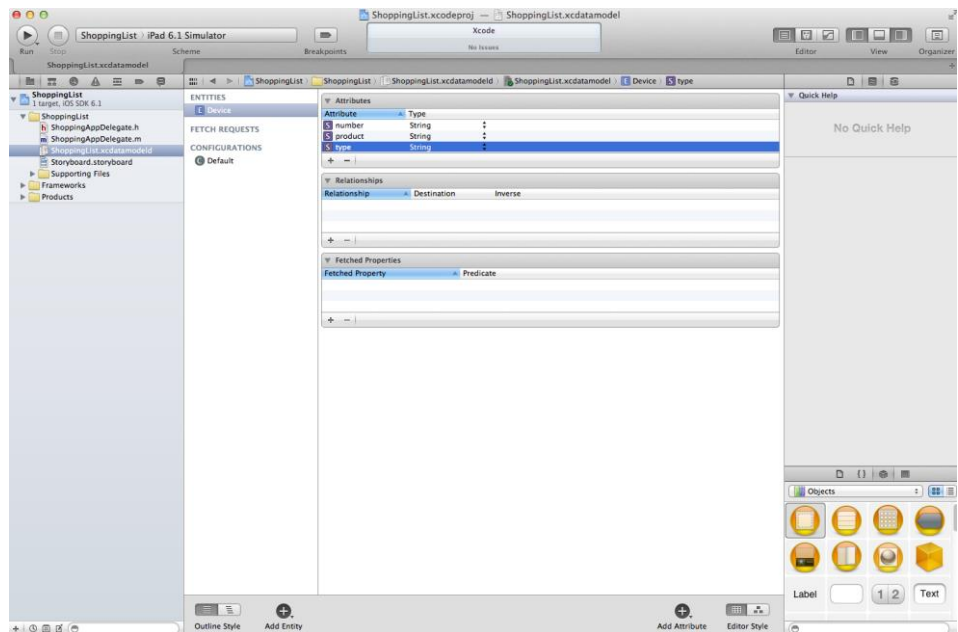 ShoppingList.xcodeproj — ShoppingList.xcdatamodel
ShoppingList iPad 6.1 Simulator
Xcode
No Issues
Run Stop Scheme Breakpoints Editor View Organizer
ShoppingList.xcdatamodel
ShoppingList ShoppingList ShoppingList.xcdatamodeld ShoppingList.xcdatamodel Device type
ShoppingList
1 target, iOS SDK 6.1
ShoppingList
ShoppingAppDelegate.h
ShoppingAppDelegate.m
ShoppingList.xcdatamodeld
Storyboard.storyboard
Supporting Files
Frameworks
Products
ENTITIES
E Device
FETCH REQUESTS
CONFIGURATIONS
C Default
Attributes
Attribute Type
S number String
S product String
S type String
+ −
Relationships
Relationship Destination Inverse
+ −
Fetched Properties
Fetched Property Predicate
+ −
Quick Help
No Quick Help
Objects
Label 1 2 Text
Outline Style Add Entity Add Attribute Editor Style